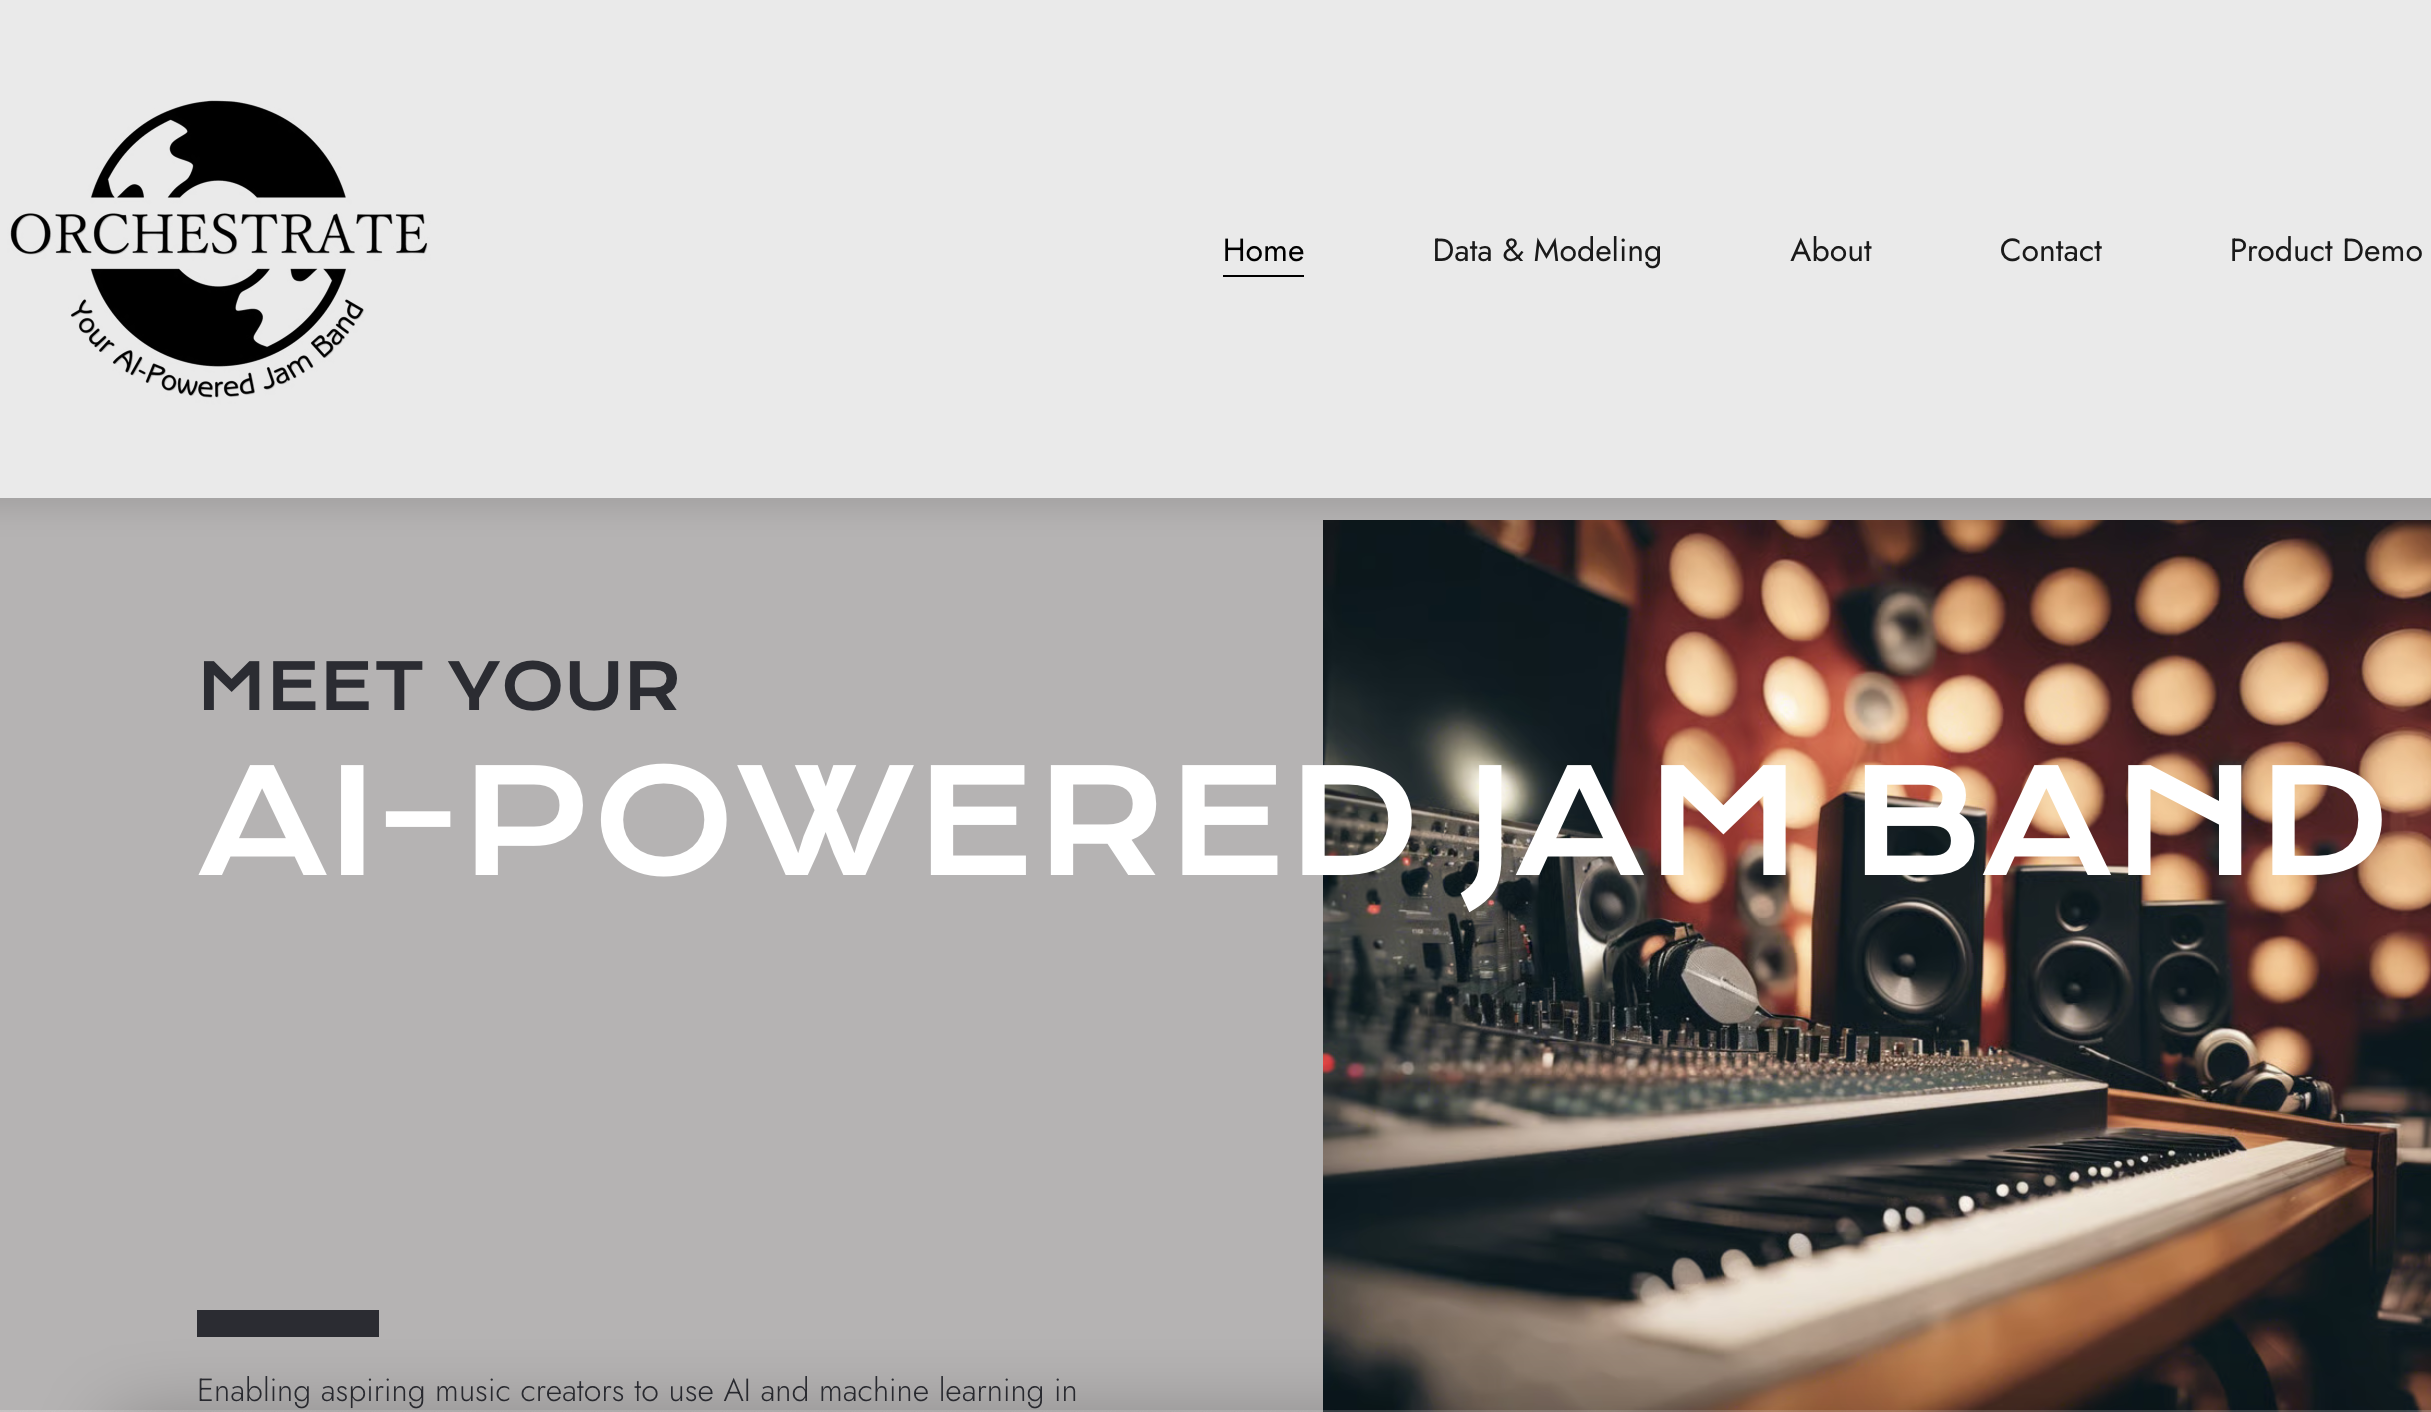 ORCHESTRATE
Your AI-Powered Jam Band
Home
Data & Modeling
About
Contact
Product Demo
MEET YOUR
AI-POWERED JAM BAND
Enabling aspiring music creators to use AI and machine learning in